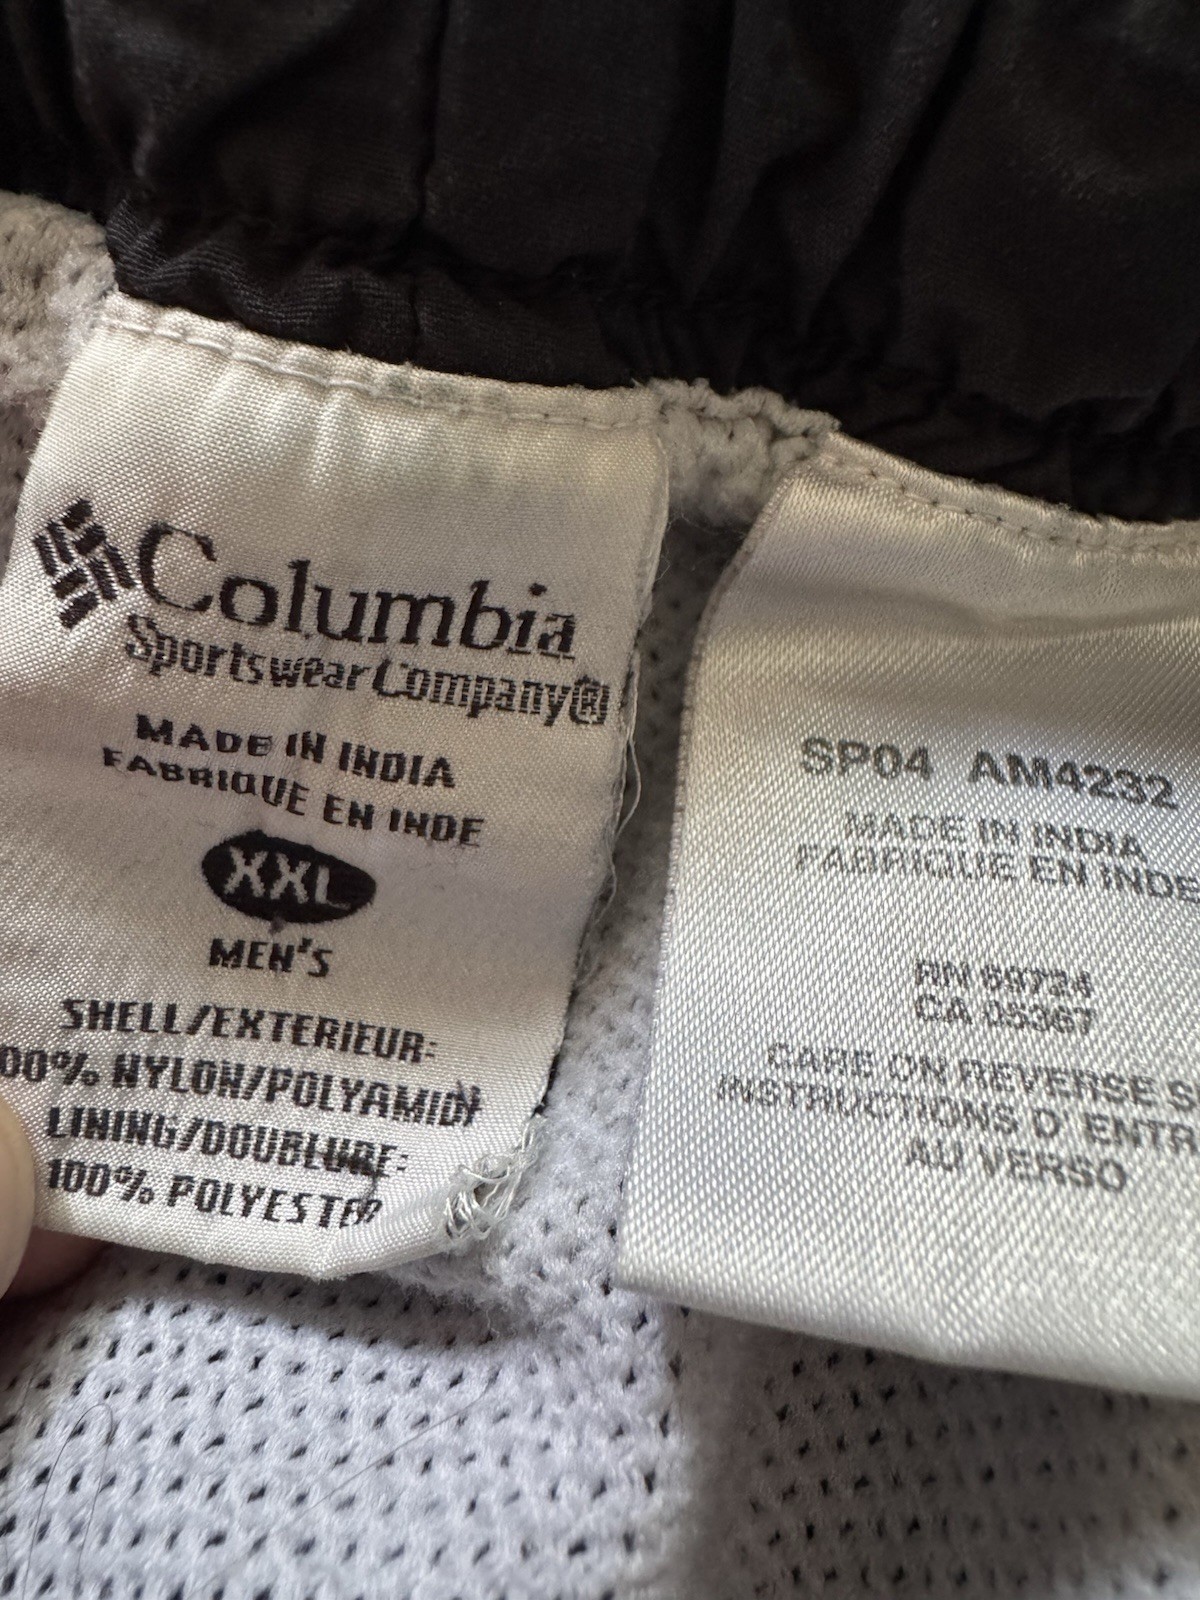 Columbia
Sportswear Company®
MADE IN INDIA
FABRIQUE EN INDE
XXL
MEN'S
SHELL/EXTERIEUR:
00% NYLON/POLYAMID
LINING/DOUBLURE:
100% POLYESTER
SP04 AM4232
MADE IN INDIA
FABRIQUE EN INDE
RN 69724
CA 05367
CARE ON REVERSE S
INSTRUCTIONS D' ENTR
AU VERSO